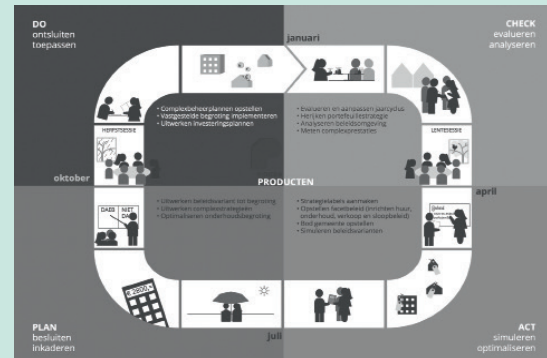 DO
ontsluiten
toepassen
CHECK
evalueren
analyseren
januari
• Complexbeheerplannen opstellen
• Vastgestelde begroting implementeren
• Uitwerken investeringsplannen
• Evalueren en aanpassen jaarcyclus
• Herijken portefeuillestrategie
• Analyseren beleidsomgeving
• Meten complexprestaties
HERFSTSESSIE
LENTESESSIE
oktober
PRODUCTEN
april
• Uitwerken beleidsvariant tot begroting
• Uitwerken complexstrategieën
• Optimaliseren onderhoudsbegroting
• Strategielabels aanmaken
• Opstellen facetbeleid (inrichten huur,
onderhoud, verkoop en sloopbeleid)
• Bod gemeente opstellen
• Simuleren beleidsvarianten
DAEB
NIET
Beleid
PLAN
besluiten
inkaderen
juli
ACT
simuleren
optimaliseren